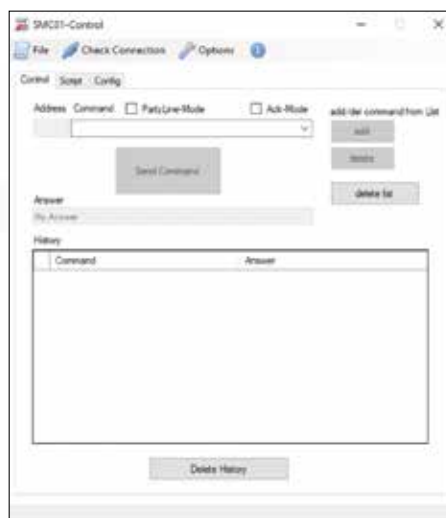 SMC01-Control
File Check Connection Options
Control Script Config
Address Command PartyLine-Mode Ack-Mode add/der command from List
add
delete
Send Command
delete list
Answer
No Answer
History
Command Answer
Delete History